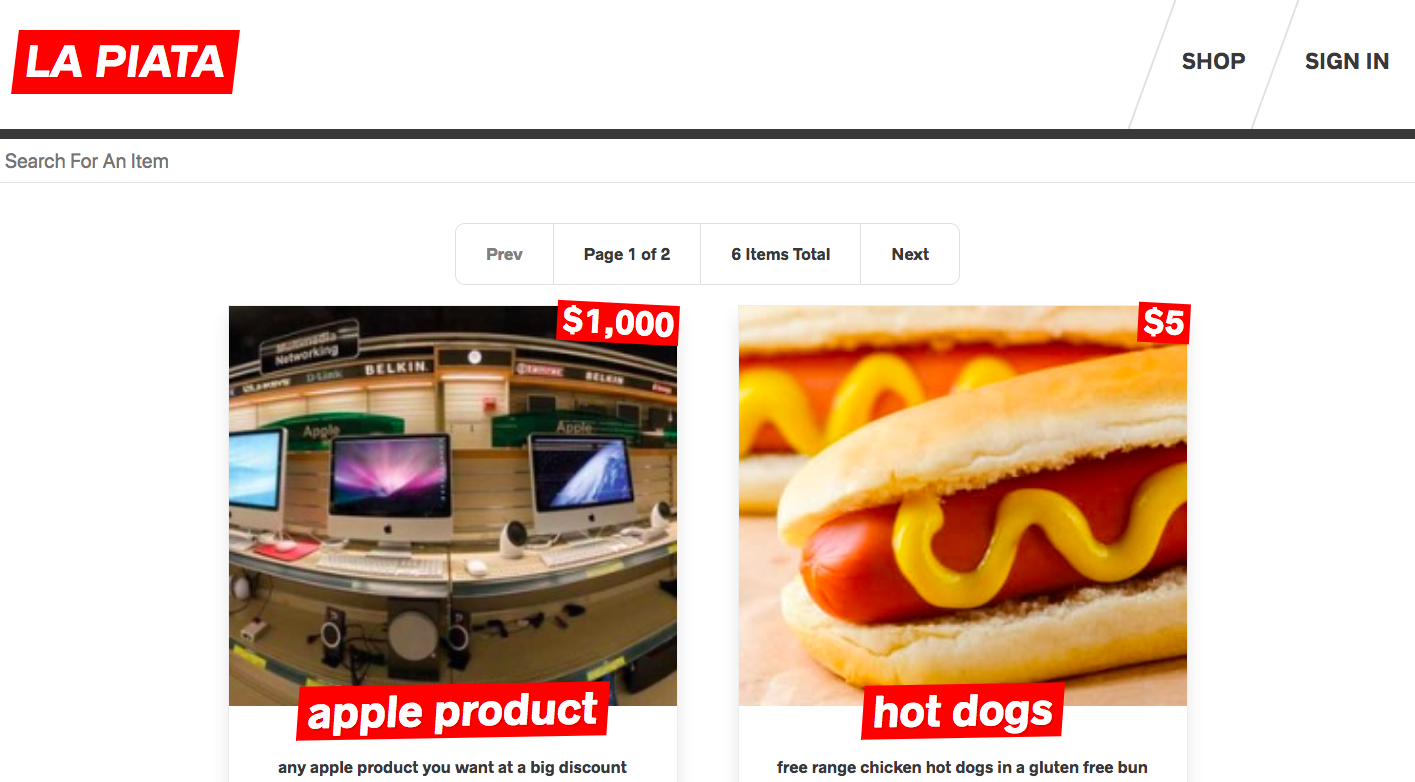 LA PIATA
SHOP
SIGN IN
Search For An Item
Prev
Page 1 of 2
6 Items Total
Next
$1,000
Multimedia
Networking
D-Link
BELKIN.
BELKIN
Apple
Apple
apple product
any apple product you want at a big discount
$5
hot dogs
free range chicken hot dogs in a gluten free bun